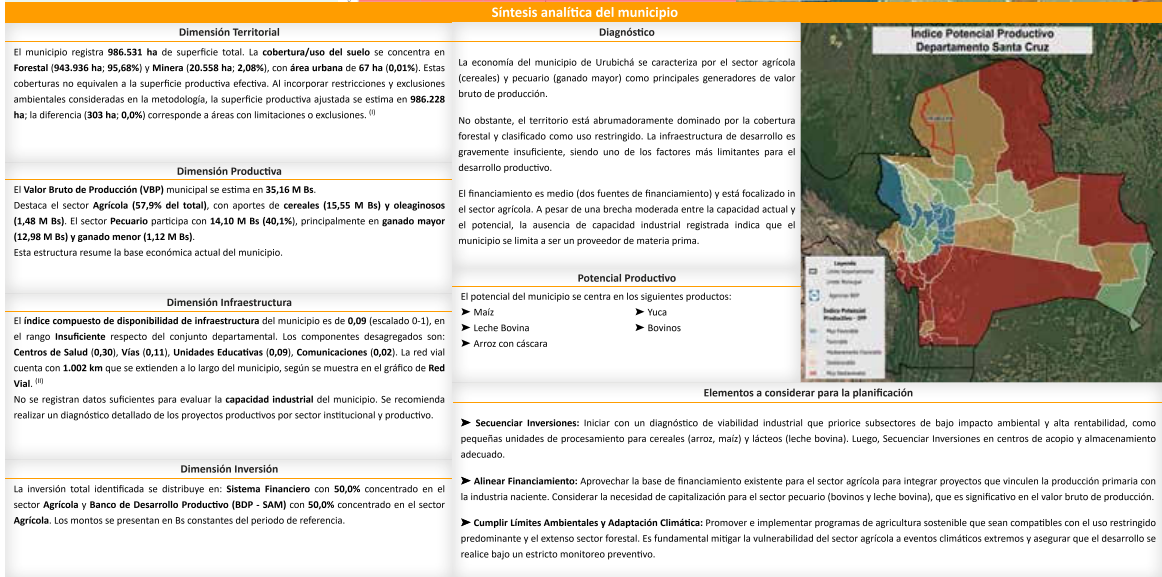 Síntesis analítica del municipio
Dimensión Territorial
El municipio registra 986.531 ha de superficie total. La cobertura/uso del suelo se concentra en
Forestal (943.936 ha; 95,68%) y Minera (20.558 ha; 2,08%), con área urbana de 67 ha (0,01%). Estas
coberturas no equivalen a la superficie productiva efectiva. Al incorporar restricciones y exclusiones
ambientales consideradas en la metodología, la superficie productiva ajustada se estima en 986.228
ha; la diferencia (303 ha; 0,0%) corresponde a áreas con limitaciones o exclusiones. (I)
Dimensión Productiva
El Valor Bruto de Producción (VBP) municipal se estima en 35,16 M Bs.
Destaca el sector Agrícola (57,9% del total), con aportes de cereales (15,55 M Bs) y oleaginosos
(1,48 M Bs). El sector Pecuario participa con 14,10 M Bs (40,1%), principalmente en ganado mayor
(12,98 M Bs) y ganado menor (1,12 M Bs).
Esta estructura resume la base económica actual del municipio.
Dimensión Infraestructura
El índice compuesto de disponibilidad de infraestructura del municipio es de 0,09 (escalado 0-1), en
el rango Insuficiente respecto del conjunto departamental. Los componentes desagregados son:
Centros de Salud (0,30), Vías (0,11), Unidades Educativas (0,09), Comunicaciones (0,02). La red vial
cuenta con 1.002 km que se extienden a lo largo del municipio, según se muestra en el gráfico de Red
Vial. (II)
No se registran datos suficientes para evaluar la capacidad industrial del municipio. Se recomienda
realizar un diagnóstico detallado de los proyectos productivos por sector institucional y productivo.
Dimensión Inversión
La inversión total identificada se distribuye en: Sistema Financiero con 50,0% concentrado en el
sector Agrícola y Banco de Desarrollo Productivo (BDP - SAM) con 50,0% concentrado en el sector
Agrícola. Los montos se presentan en Bs constantes del periodo de referencia.
Diagnóstico
La economía del municipio de Urubichá se caracteriza por el sector agrícola
(cereales) y pecuario (ganado mayor) como principales generadores de valor
bruto de producción.
No obstante, el territorio está abrumadoramente dominado por la cobertura
forestal y clasificado como uso restringido. La infraestructura de desarrollo es
gravemente insuficiente, siendo uno de los factores más limitantes para el
desarrollo productivo.
El financiamiento es medio (dos fuentes de financiamiento) y está focalizado in
el sector agrícola. A pesar de una brecha moderada entre la capacidad actual y
el potencial, la ausencia de capacidad industrial registrada indica que el
municipio se limita a ser un proveedor de materia prima.
Potencial Productivo
El potencial del municipio se centra en los siguientes productos:
➤ Maíz
➤ Yuca
➤ Leche Bovina
➤ Bovinos
➤ Arroz con cáscara
Índice Potencial Productivo
Departamento Santa Cruz
Leyenda
Límite Departamental
Límite Municipal
Agencias BDP
Índice Potencial
Productivo - IPP
Muy Favorable
Favorable
Medianamente Favorable
Desfavorable
Muy Desfavorable
Elementos a considerar para la planificación
➤ Secuenciar Inversiones: Iniciar con un diagnóstico de viabilidad industrial que priorice subsectores de bajo impacto ambiental y alta rentabilidad, como
pequeñas unidades de procesamiento para cereales (arroz, maíz) y lácteos (leche bovina). Luego, Secuenciar Inversiones en centros de acopio y almacenamiento
adecuado.
➤ Alinear Financiamiento: Aprovechar la base de financiamiento existente para el sector agrícola para integrar proyectos que vinculen la producción primaria con
la industria naciente. Considerar la necesidad de capitalización para el sector pecuario (bovinos y leche bovina), que es significativo en el valor bruto de producción.
➤ Cumplir Límites Ambientales y Adaptación Climática: Promover e implementar programas de agricultura sostenible que sean compatibles con el uso restringido
predominante y el extenso sector forestal. Es fundamental mitigar la vulnerabilidad del sector agrícola a eventos climáticos extremos y asegurar que el desarrollo se
realice bajo un estricto monitoreo preventivo.